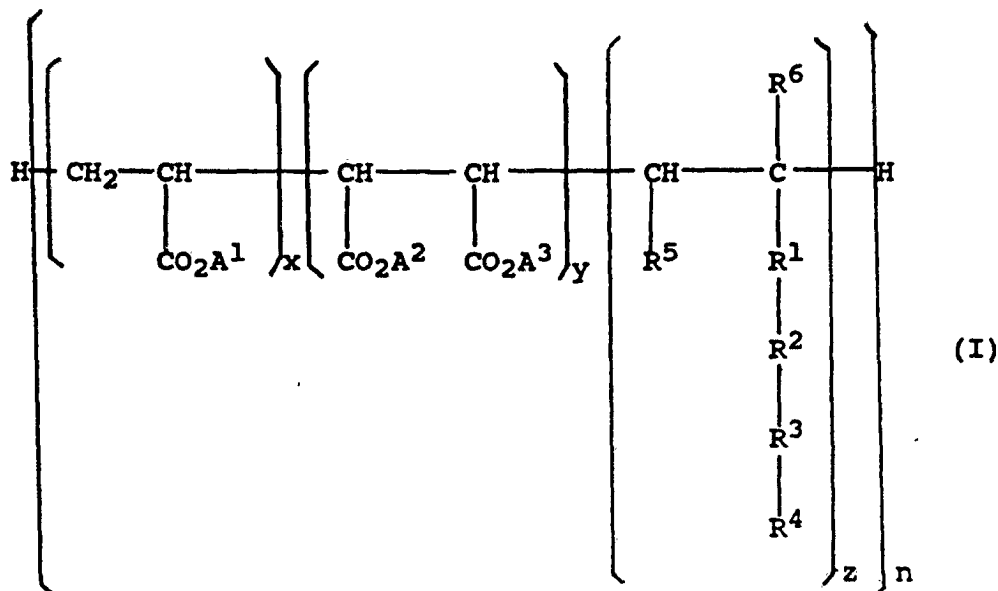 R⁶
H CH₂ CH CH CH CH C H
CO₂A¹ x CO₂A² CO₂A³ y R⁵ R¹
R²
(I)
R³
R⁴
z n